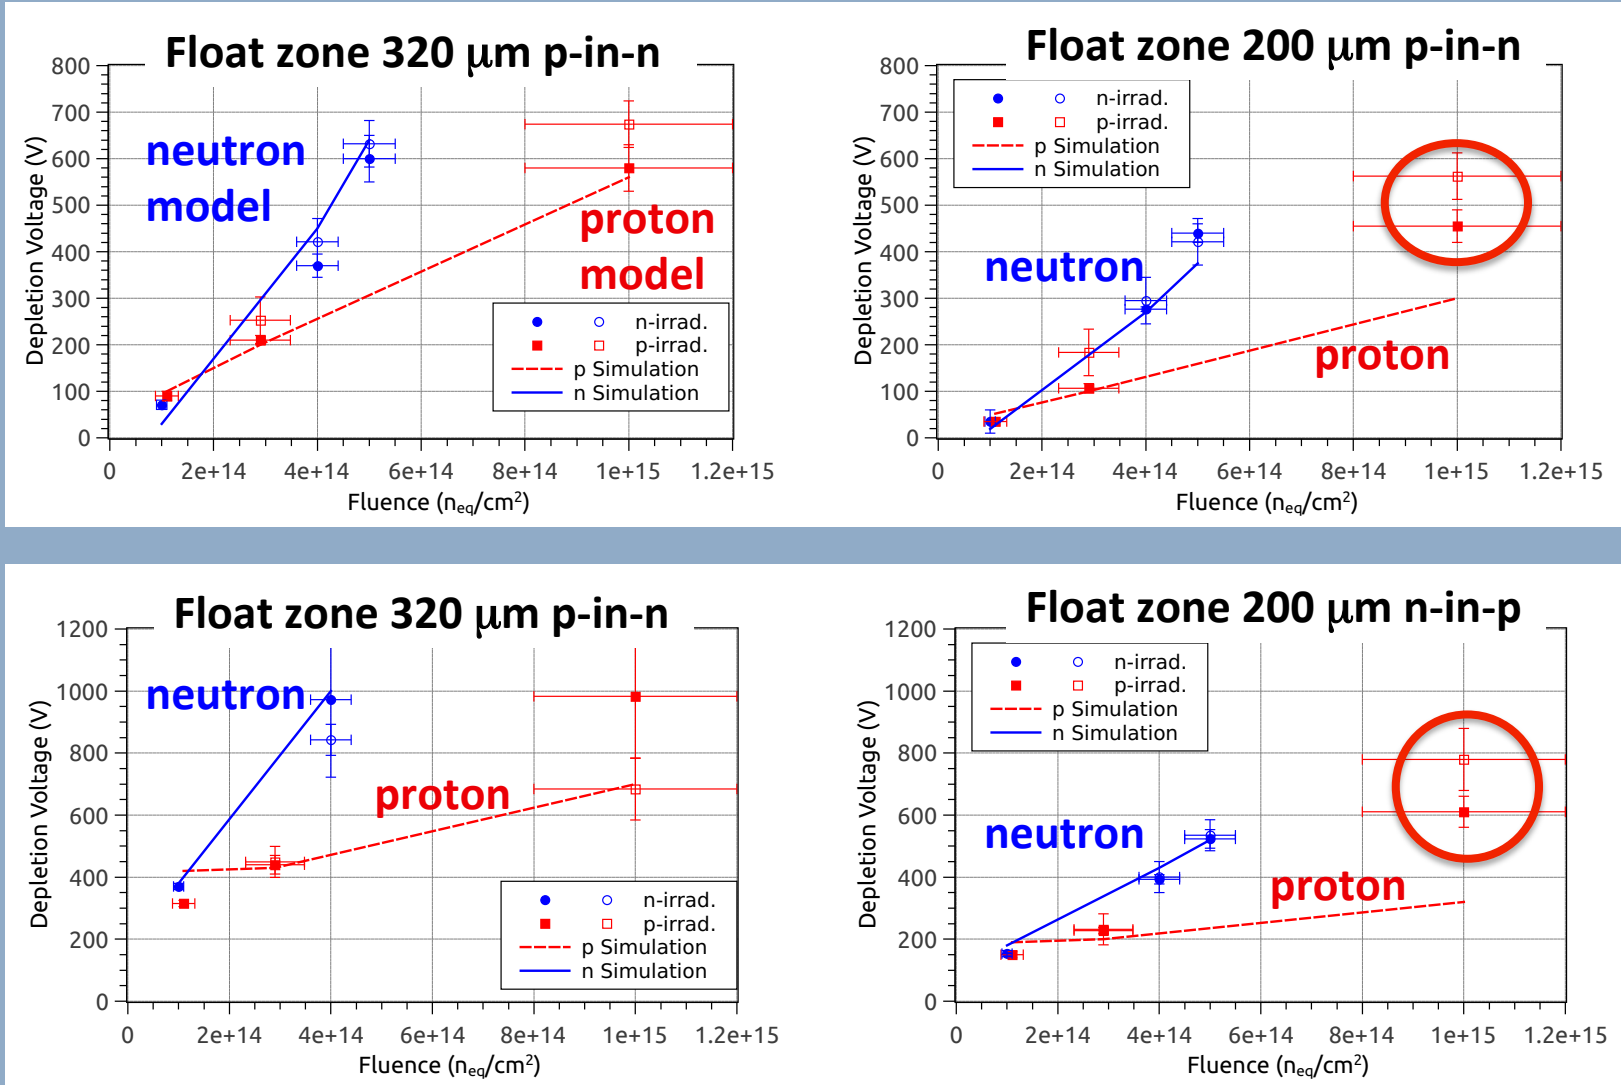 Float zone 320 μm p-in-n
800
700
600
500
400
300
200
100
0
Depletion Voltage (V)
neutron
model
proton
model
n-irrad.
p-irrad.
p Simulation
n Simulation
0 2e+14 4e+14 6e+14 8e+14 1e+15 1.2e+15
Fluence (neq/cm2)
Float zone 200 μm p-in-n
800
700
600
500
400
300
200
100
0
Depletion Voltage (V)
n-irrad.
p-irrad.
p Simulation
n Simulation
neutron
proton
0 2e+14 4e+14 6e+14 8e+14 1e+15 1.2e+15
Fluence (neq/cm2)
Float zone 320 μm p-in-n
1200
1000
800
600
400
200
0
Depletion Voltage (V)
neutron
proton
n-irrad.
p-irrad.
p Simulation
n Simulation
0 2e+14 4e+14 6e+14 8e+14 1e+15 1.2e+15
Fluence (neq/cm2)
Float zone 200 μm n-in-p
1200
1000
800
600
400
200
0
Depletion Voltage (V)
n-irrad.
p-irrad.
p Simulation
n Simulation
neutron
proton
0 2e+14 4e+14 6e+14 8e+14 1e+15 1.2e+15
Fluence (neq/cm2)